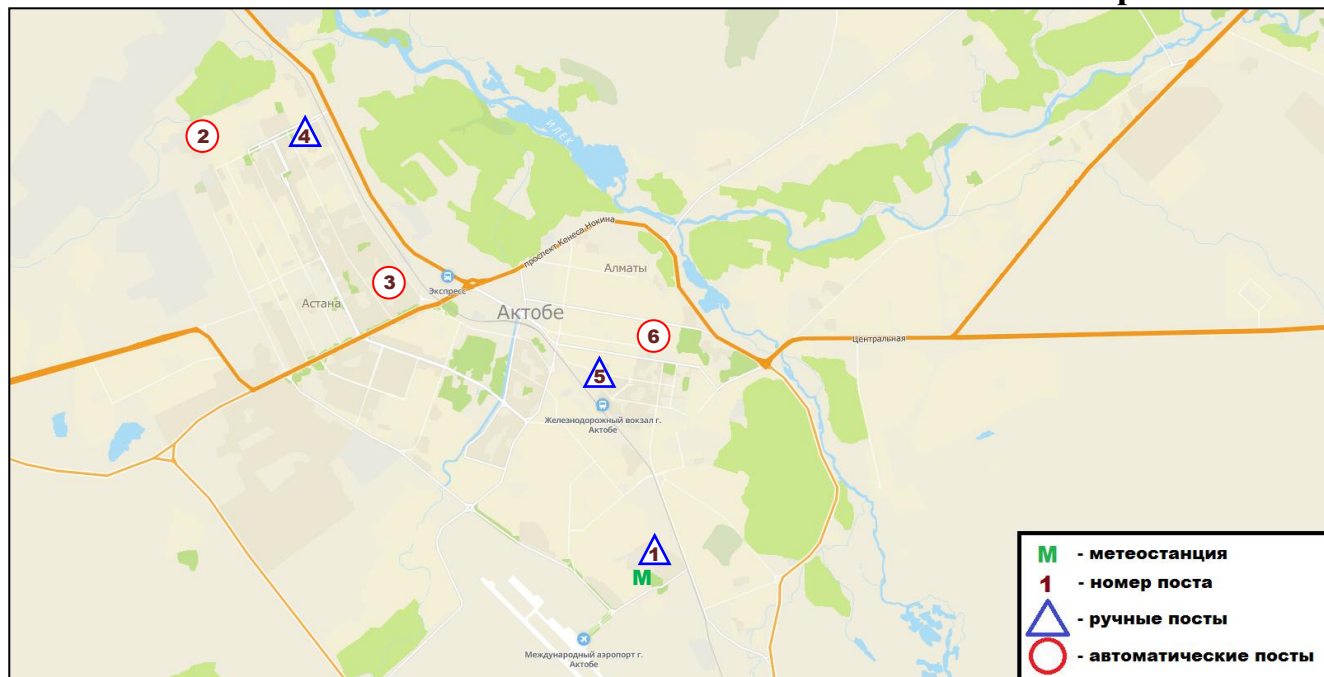 2
4
ИЛЕК
проспект Кенеса Нокина
Алматы
3
Экспресс
Астана
Актобе
6
Центральная
5
Железнодорожный вокзал г.
Актобе
1
М
Международный аэропорт г.
Актобе
М - метеостанция
1 - номер поста
- ручные посты
- автоматические посты